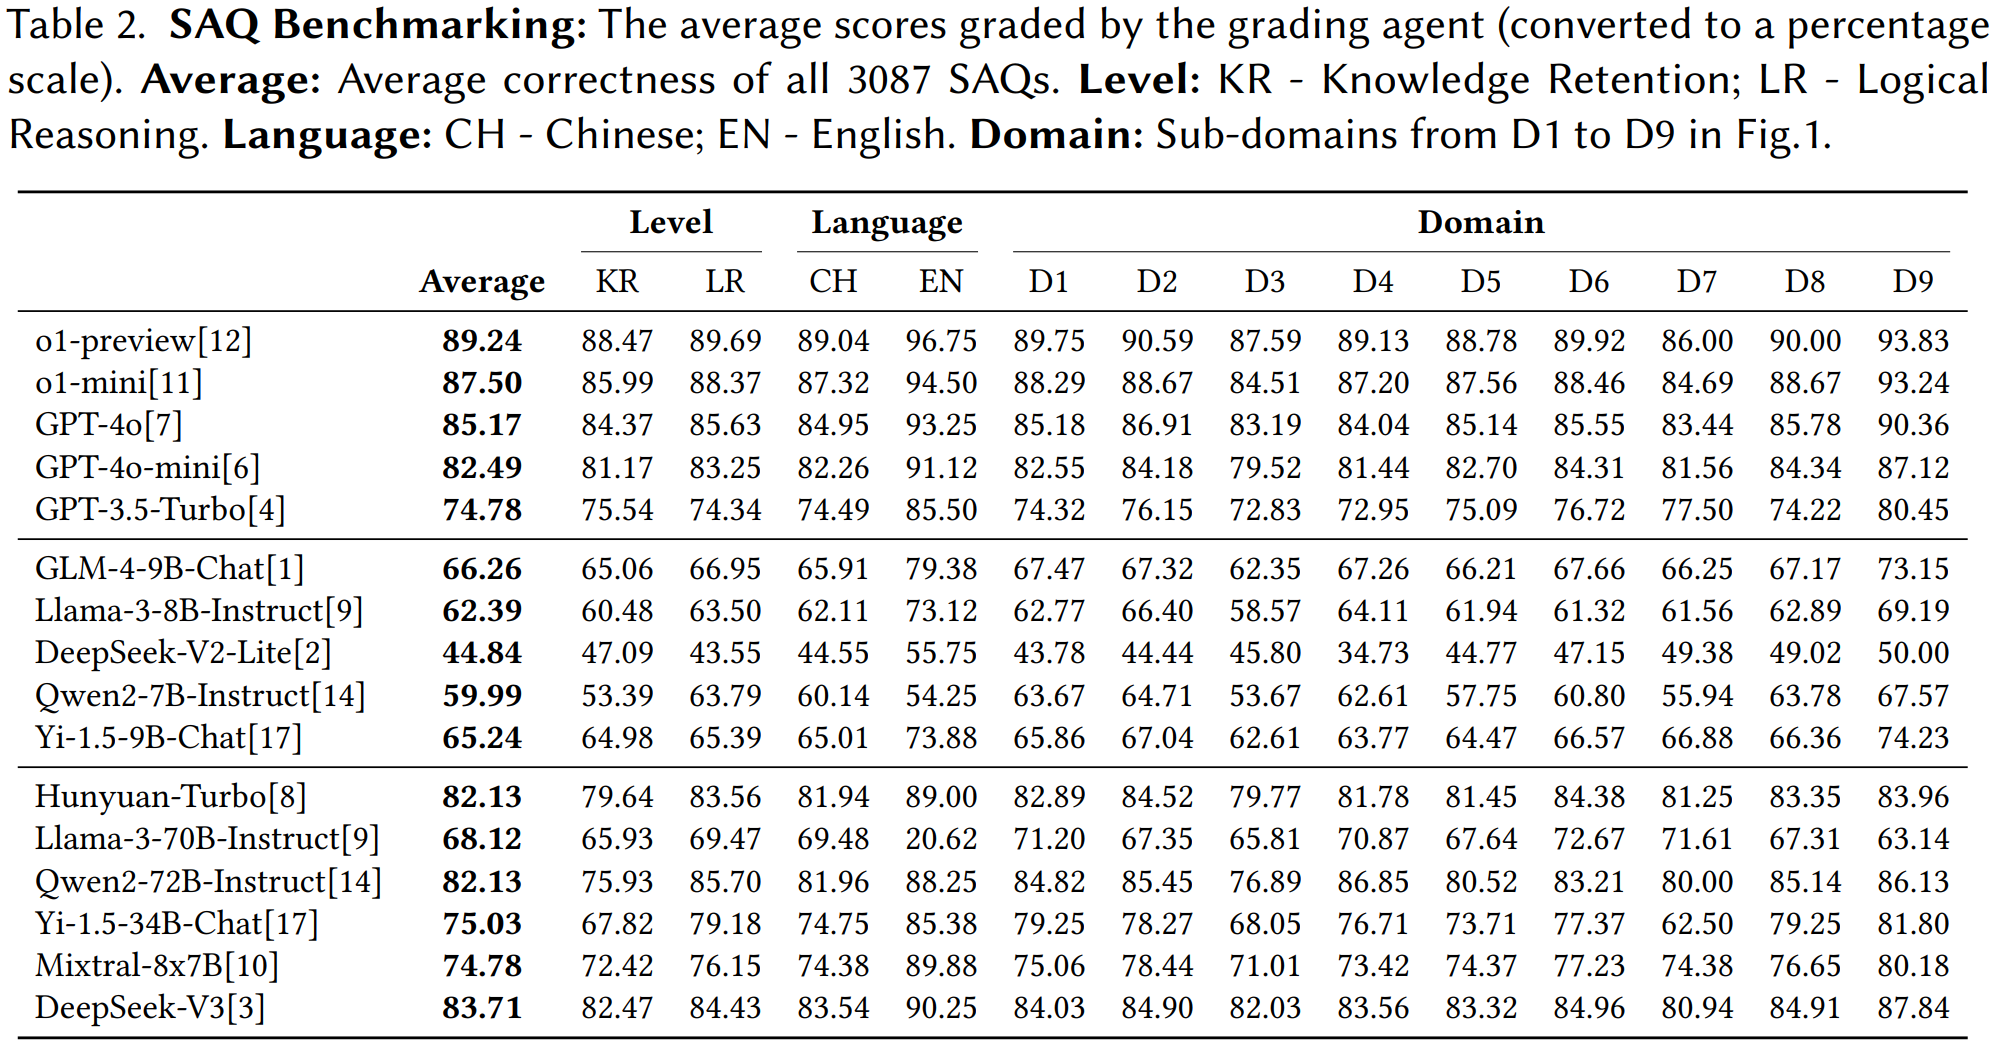 Table 2. SAQ Benchmarking: The average scores graded by the grading agent (converted to a percentage
scale). Average: Average correctness of all 3087 SAQs. Level: KR - Knowledge Retention; LR - Logical
Reasoning. Language: CH - Chinese; EN - English. Domain: Sub-domains from D1 to D9 in Fig.1.
Level Language Domain
Average KR LR CH EN D1 D2 D3 D4 D5 D6 D7 D8 D9
o1-preview[12] 89.24 88.47 89.69 89.04 96.75 89.75 90.59 87.59 89.13 88.78 89.92 86.00 90.00 93.83
o1-mini[11] 87.50 85.99 88.37 87.32 94.50 88.29 88.67 84.51 87.20 87.56 88.46 84.69 88.67 93.24
GPT-4o[7] 85.17 84.37 85.63 84.95 93.25 85.18 86.91 83.19 84.04 85.14 85.55 83.44 85.78 90.36
GPT-4o-mini[6] 82.49 81.17 83.25 82.26 91.12 82.55 84.18 79.52 81.44 82.70 84.31 81.56 84.34 87.12
GPT-3.5-Turbo[4] 74.78 75.54 74.34 74.49 85.50 74.32 76.15 72.83 72.95 75.09 76.72 77.50 74.22 80.45
GLM-4-9B-Chat[1] 66.26 65.06 66.95 65.91 79.38 67.47 67.32 62.35 67.26 66.21 67.66 66.25 67.17 73.15
Llama-3-8B-Instruct[9] 62.39 60.48 63.50 62.11 73.12 62.77 66.40 58.57 64.11 61.94 61.32 61.56 62.89 69.19
DeepSeek-V2-Lite[2] 44.84 47.09 43.55 44.55 55.75 43.78 44.44 45.80 34.73 44.77 47.15 49.38 49.02 50.00
Qwen2-7B-Instruct[14] 59.99 53.39 63.79 60.14 54.25 63.67 64.71 53.67 62.61 57.75 60.80 55.94 63.78 67.57
Yi-1.5-9B-Chat[17] 65.24 64.98 65.39 65.01 73.88 65.86 67.04 62.61 63.77 64.47 66.57 66.88 66.36 74.23
Hunyuan-Turbo[8] 82.13 79.64 83.56 81.94 89.00 82.89 84.52 79.77 81.78 81.45 84.38 81.25 83.35 83.96
Llama-3-70B-Instruct[9] 68.12 65.93 69.47 69.48 20.62 71.20 67.35 65.81 70.87 67.64 72.67 71.61 67.31 63.14
Qwen2-72B-Instruct[14] 82.13 75.93 85.70 81.96 88.25 84.82 85.45 76.89 86.85 80.52 83.21 80.00 85.14 86.13
Yi-1.5-34B-Chat[17] 75.03 67.82 79.18 74.75 85.38 79.25 78.27 68.05 76.71 73.71 77.37 62.50 79.25 81.80
Mixtral-8x7B[10] 74.78 72.42 76.15 74.38 89.88 75.06 78.44 71.01 73.42 74.37 77.23 74.38 76.65 80.18
DeepSeek-V3[3] 83.71 82.47 84.43 83.54 90.25 84.03 84.90 82.03 83.56 83.32 84.96 80.94 84.91 87.84